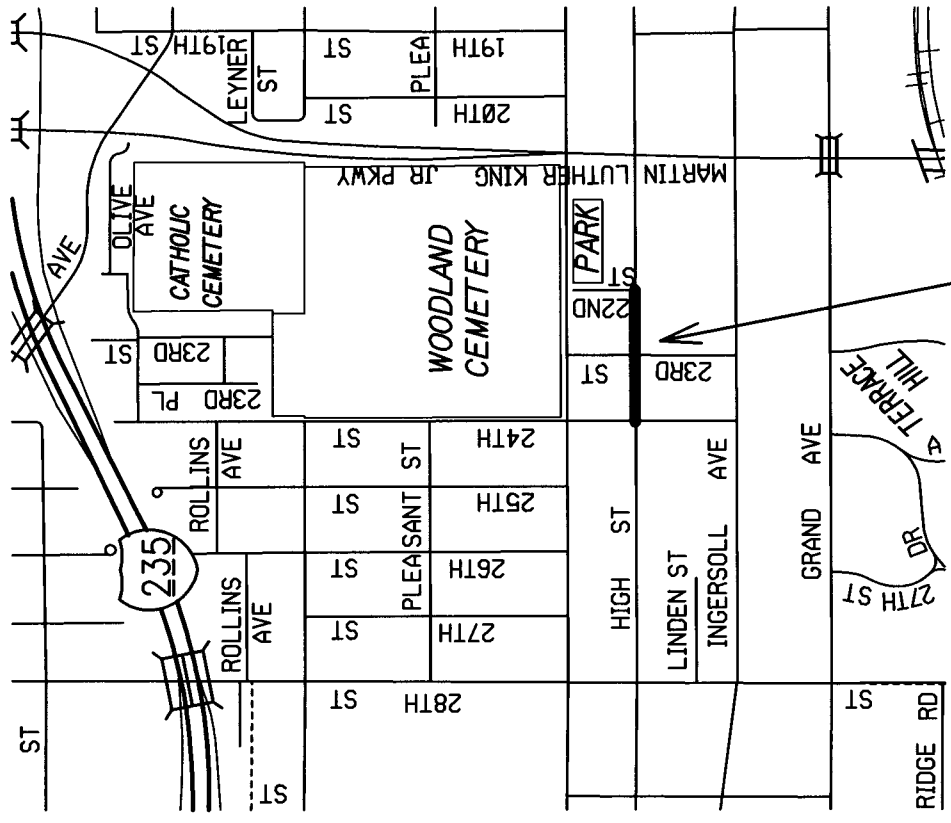 19TH ST
LEYNER
ST
ST
PLEA
19TH
ST
20TH
OLIVE
AVE
AVE
CATHOLIC
CEMETERY
MARTIN LUTHER KING JR PKWY
WOODLAND
CEMETERY
PARK
22ND ST
23RD ST
23RD PL
23RD ST
23RD
ROLLINS
AVE
24TH ST
PLEASANT ST
25TH ST
26TH ST
27TH ST
28TH ST
235
ROLLINS
AVE
HIGH ST
LINDEN ST
INGERSOLL AVE
GRAND AVE
TERRACE
HILL
A
DR
27TH ST
ST
ST
ST
RIDGE RD